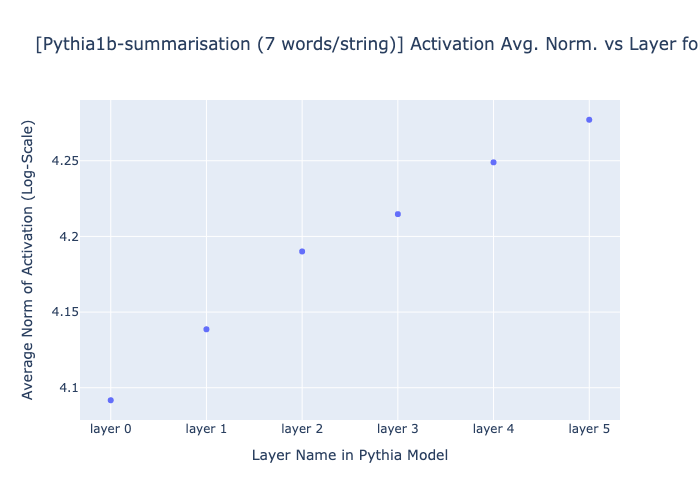 [Pythia1b-summarisation (7 words/string)] Activation Avg. Norm. vs Layer fo
Average Norm of Activation (Log-Scale)
4.25
4.2
4.15
4.1
layer 0
layer 1
layer 2
layer 3
layer 4
layer 5
Layer Name in Pythia Model